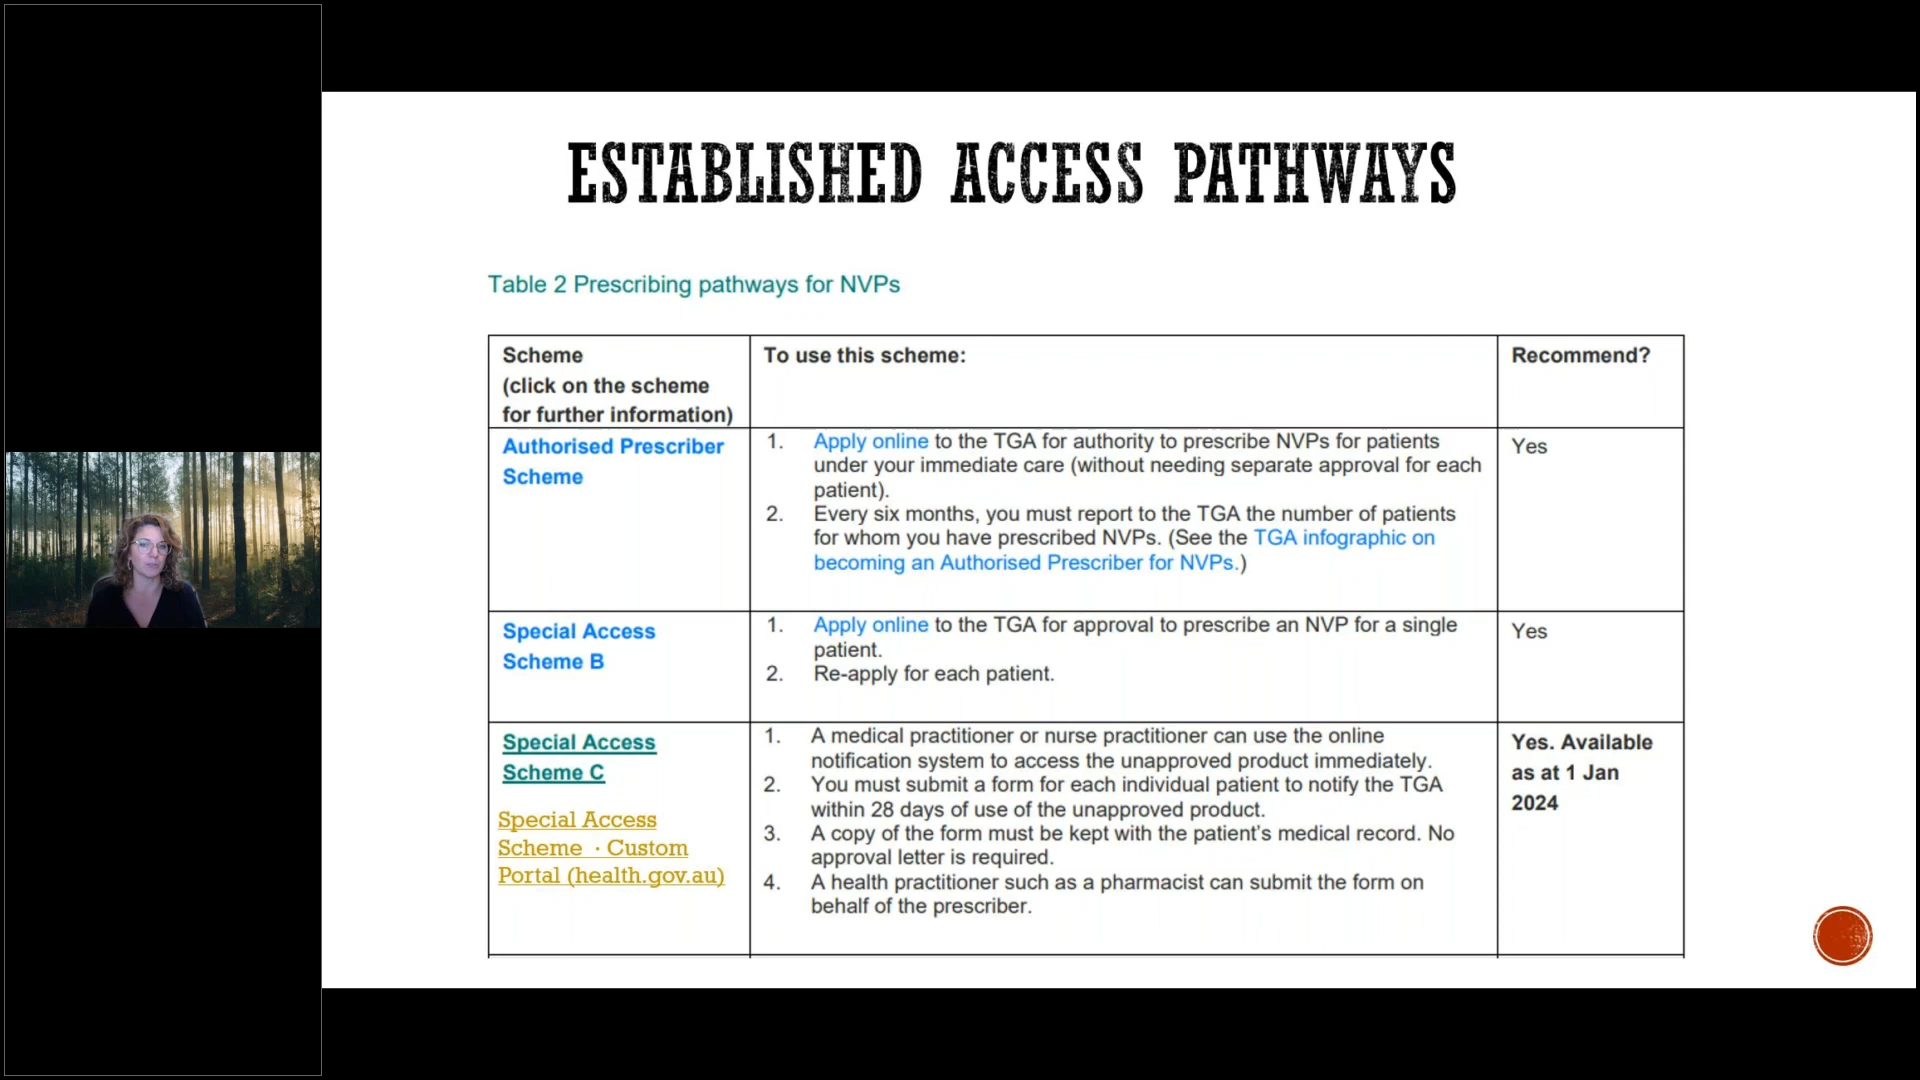 ESTABLISHED ACCESS PATHWAYS
Table 2 Prescribing pathways for NVPs
Scheme
(click on the scheme
for further information)
To use this scheme:
Recommend?
Authorised Prescriber
Scheme
1. Apply online to the TGA for authority to prescribe NVPs for patients
under your immediate care (without needing separate approval for each
patient).
2. Every six months, you must report to the TGA the number of patients
for whom you have prescribed NVPs. (See the TGA infographic on
becoming an Authorised Prescriber for NVPs.)
Yes
Special Access
Scheme B
1. Apply online to the TGA for approval to prescribe an NVP for a single
patient.
2. Re-apply for each patient.
Yes
Special Access
Scheme C
Special Access
Scheme · Custom
Portal (health.gov.au)
1. A medical practitioner or nurse practitioner can use the online
notification system to access the unapproved product immediately.
2. You must submit a form for each individual patient to notify the TGA
within 28 days of use of the unapproved product.
3. A copy of the form must be kept with the patient's medical record. No
approval letter is required.
4. A health practitioner such as a pharmacist can submit the form on
behalf of the prescriber.
Yes. Available
as at 1 Jan
2024